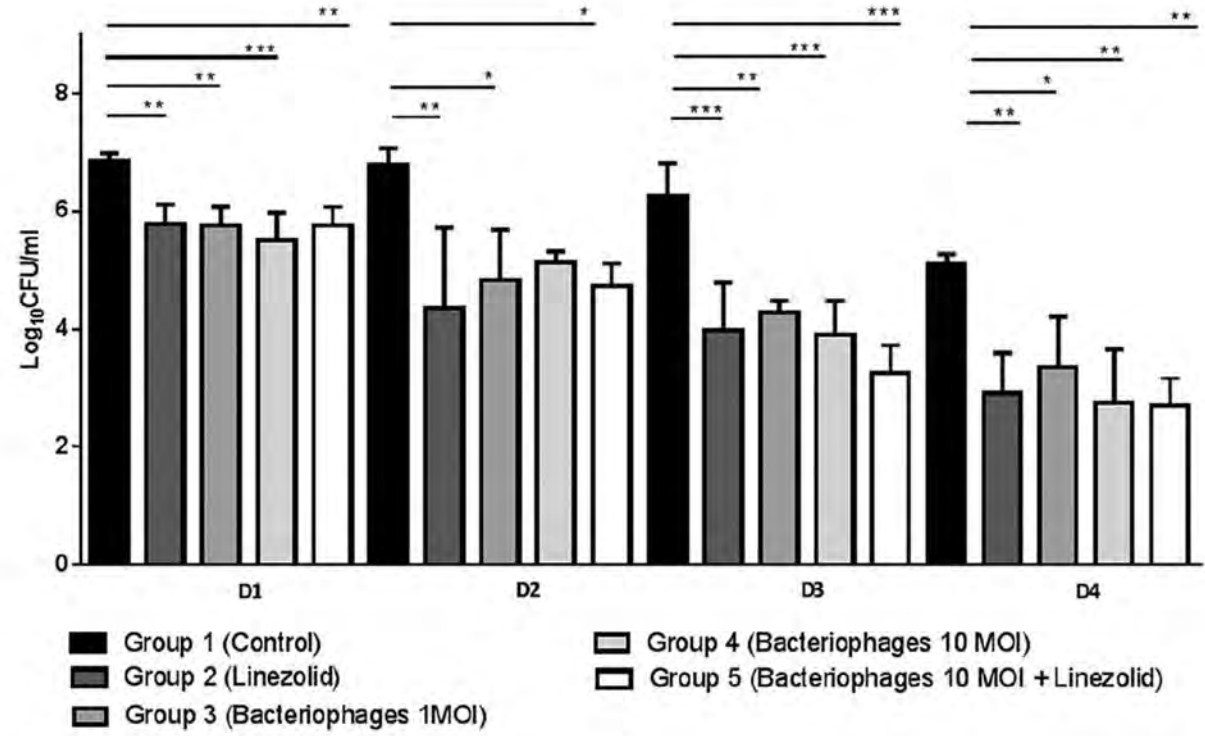 ** * *** **
*** *** **
** * ** *
** ** *** **
8
6
4
2
0
Log₁₀CFU/ml
D1 D2 D3 D4
Group 1 (Control)
Group 2 (Linezolid)
Group 3 (Bacteriophages 1MOI)
Group 4 (Bacteriophages 10 MOI)
Group 5 (Bacteriophages 10 MOI + Linezolid)